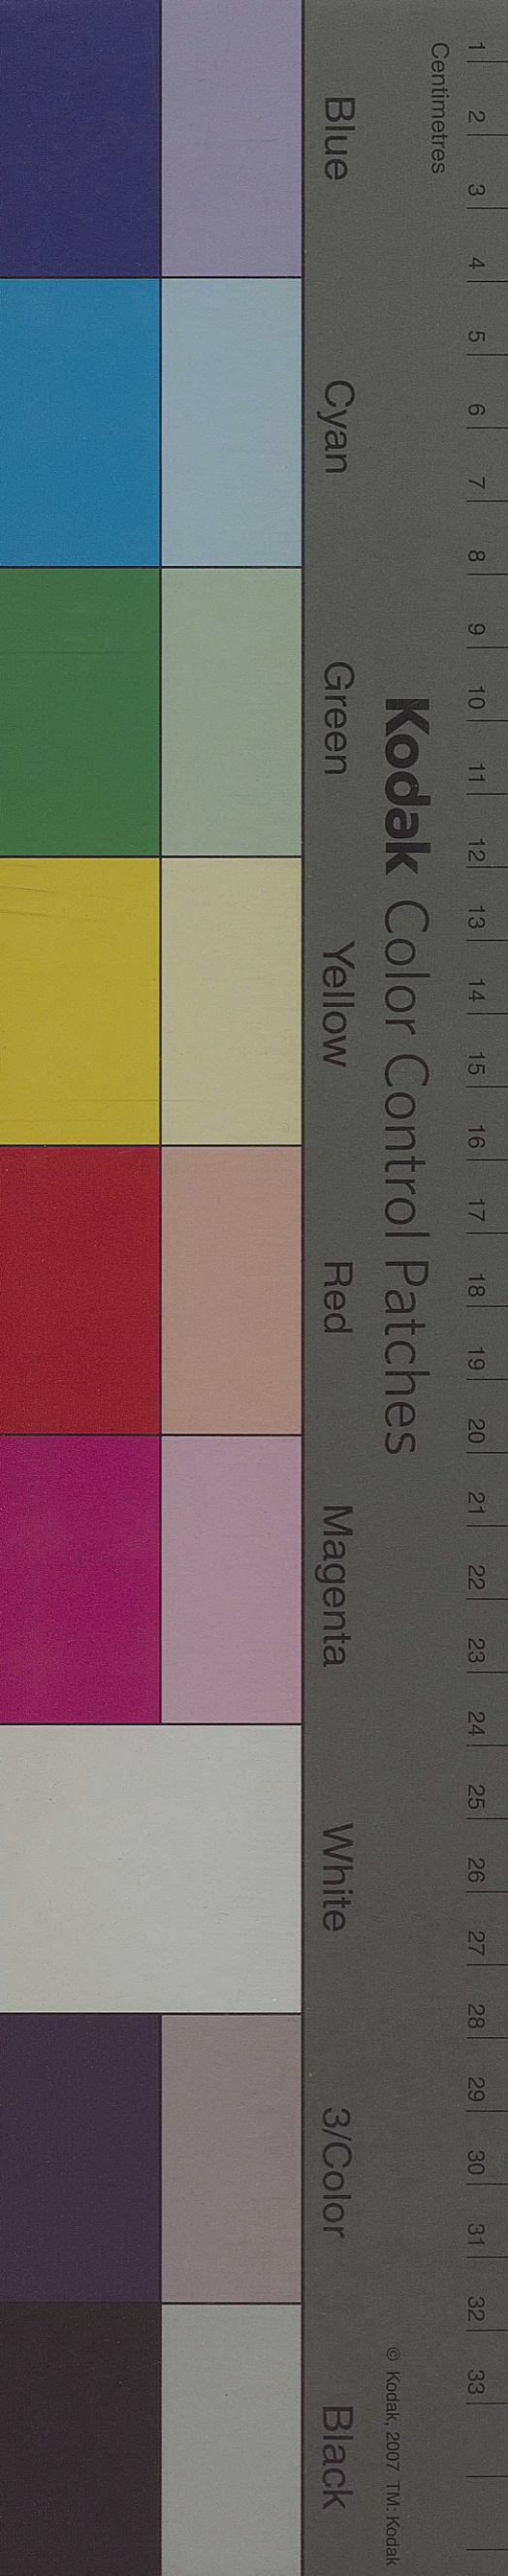 1 2 3 4 5 6 7 8 9 10 11 12 13 14 15 16 17 18 19 20 21 22 23 24 25 26 27 28 29 30 31 32 33
Centimetres
Kodak Color Control Patches
© Kodak, 2007 TM: Kodak
Blue Cyan Green Yellow Red Magenta White 3/Color Black